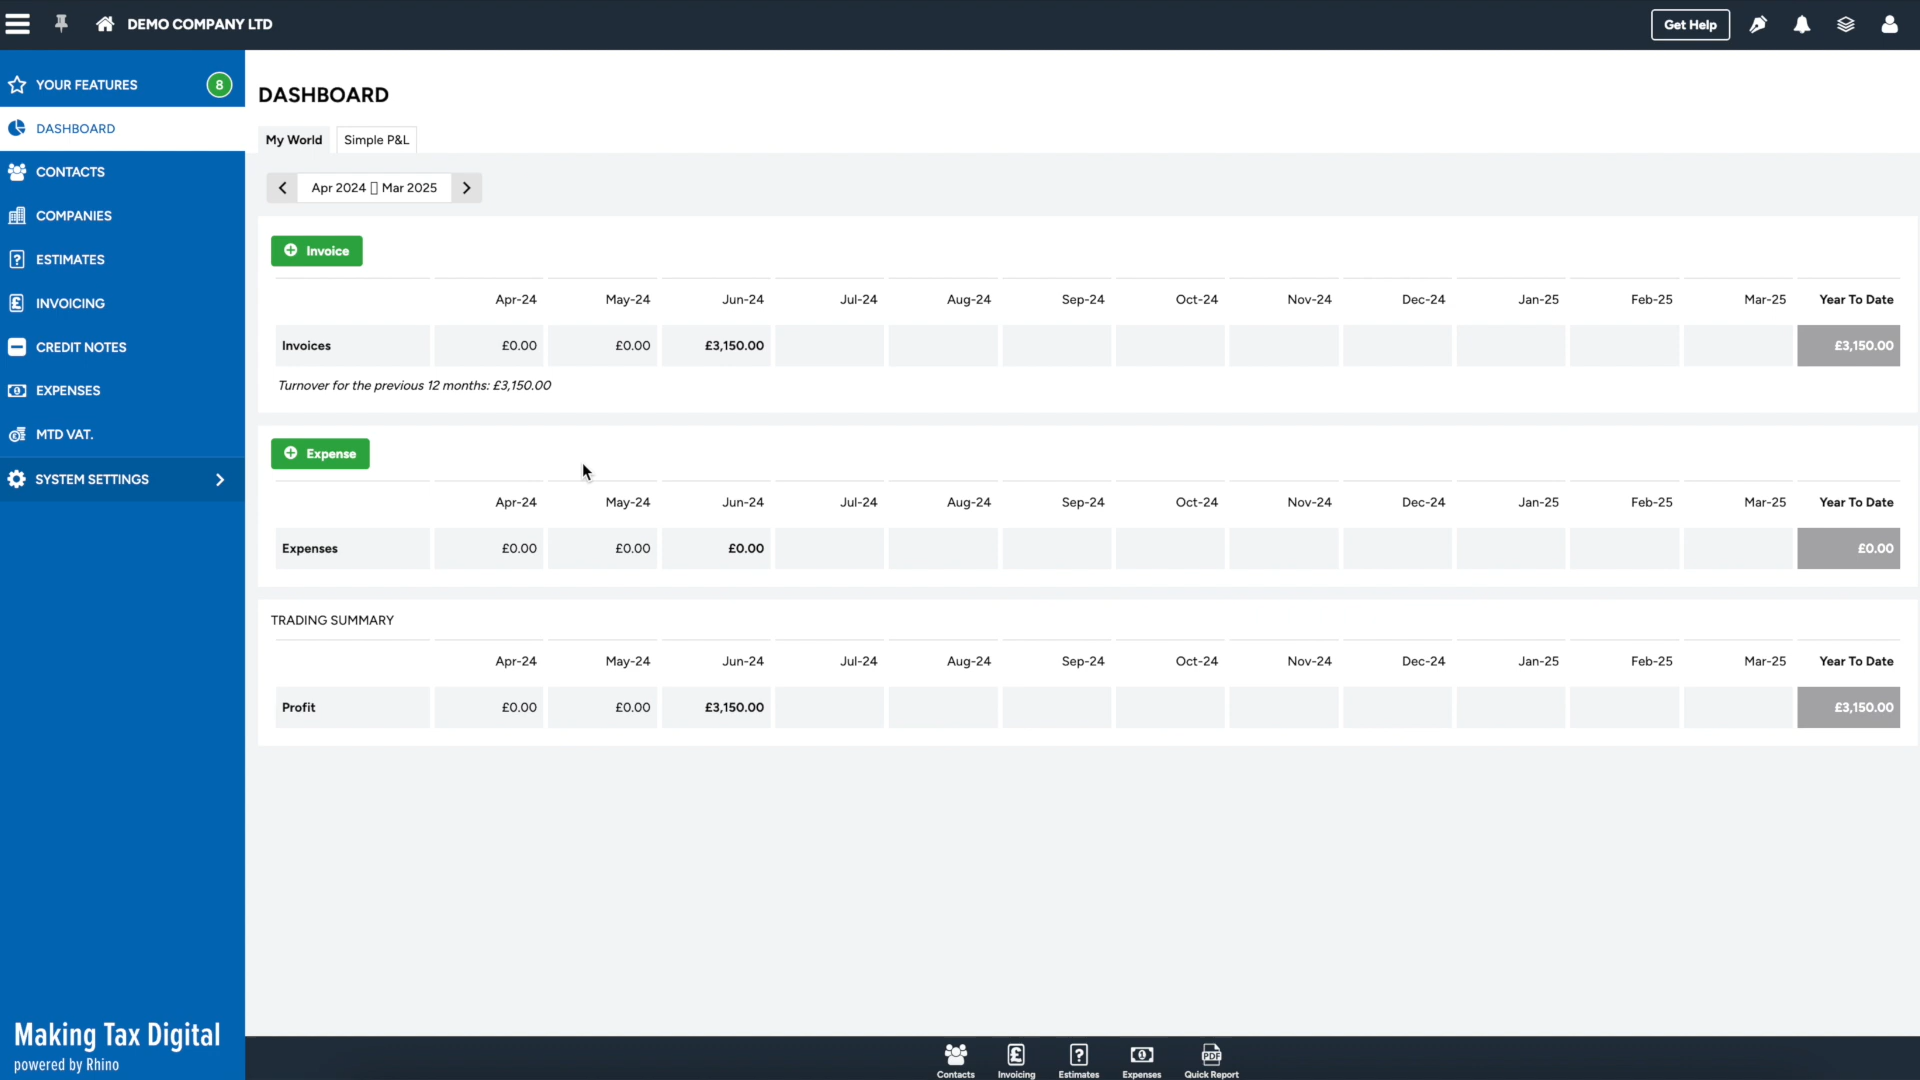 DEMO COMPANY LTD
Get Help
YOUR FEATURES 8
DASHBOARD
CONTACTS
COMPANIES
ESTIMATES
INVOICING
CREDIT NOTES
EXPENSES
MTD VAT.
SYSTEM SETTINGS
Making Tax Digital
powered by Rhino
DASHBOARD
My World Simple P&L
Apr 2024 ▯ Mar 2025
Invoice
Apr-24 May-24 Jun-24 Jul-24 Aug-24 Sep-24 Oct-24 Nov-24 Dec-24 Jan-25 Feb-25 Mar-25 Year To Date
Invoices £0.00 £0.00 £3,150.00 £3,150.00
Turnover for the previous 12 months: £3,150.00
Expense
Apr-24 May-24 Jun-24 Jul-24 Aug-24 Sep-24 Oct-24 Nov-24 Dec-24 Jan-25 Feb-25 Mar-25 Year To Date
Expenses £0.00 £0.00 £0.00 £0.00
TRADING SUMMARY
Apr-24 May-24 Jun-24 Jul-24 Aug-24 Sep-24 Oct-24 Nov-24 Dec-24 Jan-25 Feb-25 Mar-25 Year To Date
Profit £0.00 £0.00 £3,150.00 £3,150.00
Contacts Invoicing Estimates Expenses Quick Report